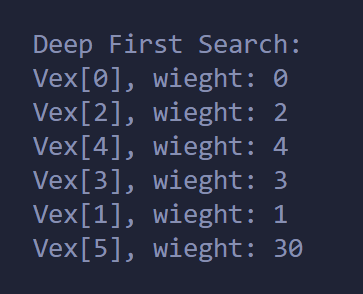 Deep First Search:
Vex[0], wieght: 0
Vex[2], wieght: 2
Vex[4], wieght: 4
Vex[3], wieght: 3
Vex[1], wieght: 1
Vex[5], wieght: 30